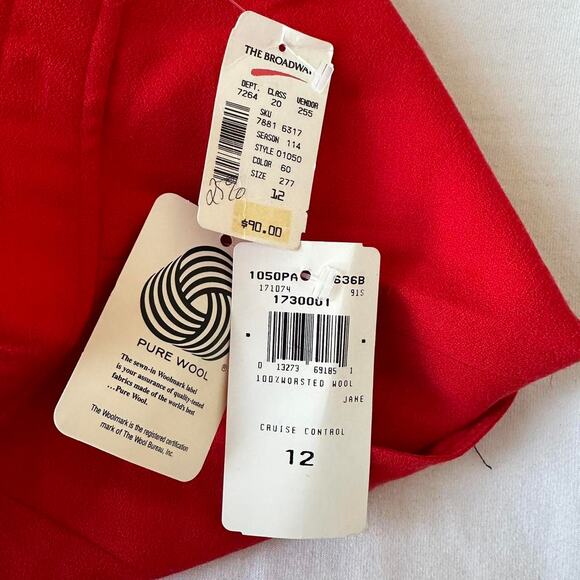 THE BROADWAY
DEPT. CLASS VENDOR
7264 20 255
SKU
7881 6317
SEASON 114
STYLE 01050
COLOR 60
SIZE 277
12
25%
$90.00
PURE WOOL
The sewn-in Woolmark label
is your assurance of quality-tested
fabrics made of the world's best
...Pure Wool.
The Woolmark is the registered certification
mark of The Wool Bureau, Inc.
1050PA 636B
171074 91S
1730001
0 13273 69185 1
100%WORSTED WOOL
JANE
CRUISE CONTROL
12